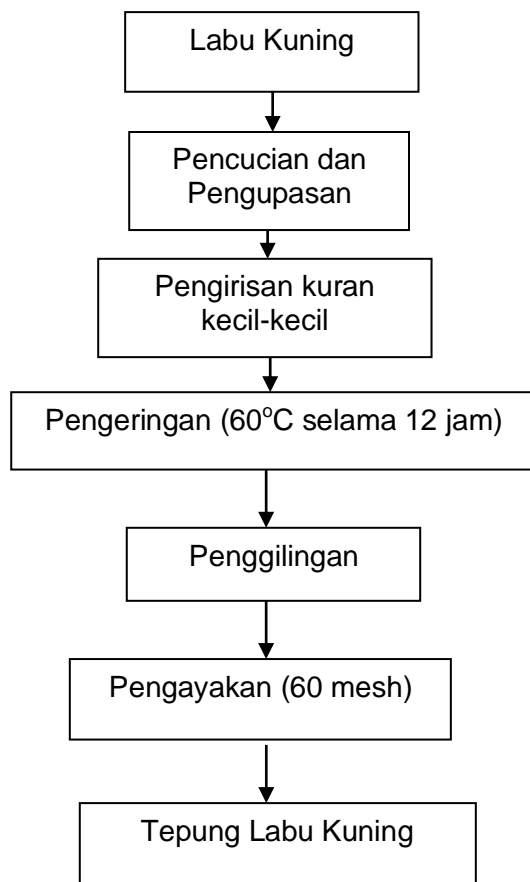 Labu Kuning
Pencucian dan
Pengupasan
Pengirisan kuran
kecil-kecil
Pengeringan (60°C selama 12 jam)
Penggilingan
Pengayakan (60 mesh)
Tepung Labu Kuning